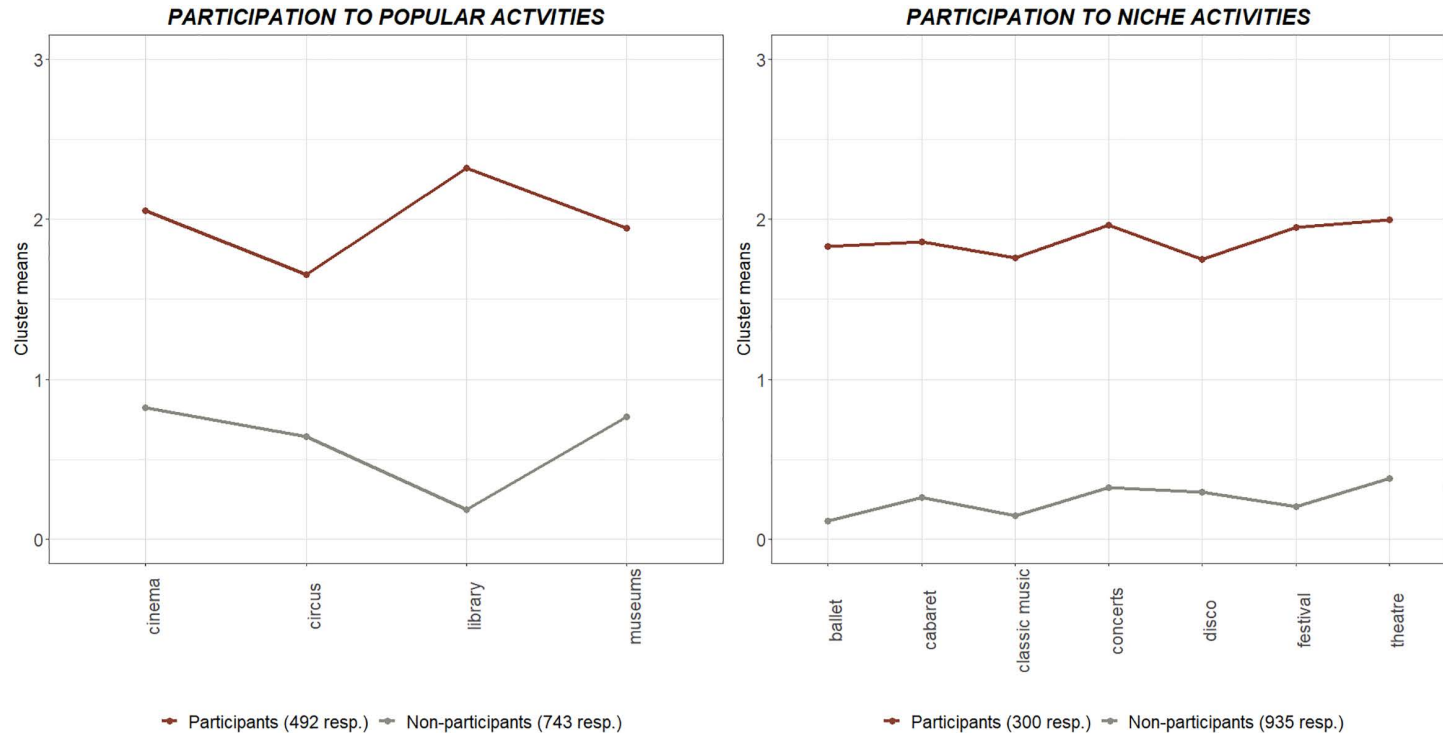 PARTICIPATION TO POPULAR ACTVITIES
3
2
1
0
Cluster means
cinema
circus
library
museums
Participants (492 resp.) Non-participants (743 resp.)
PARTICIPATION TO NICHE ACTIVITIES
3
2
1
0
Cluster means
ballet
cabaret
classic music
concerts
disco
festival
theatre
Participants (300 resp.) Non-participants (935 resp.)